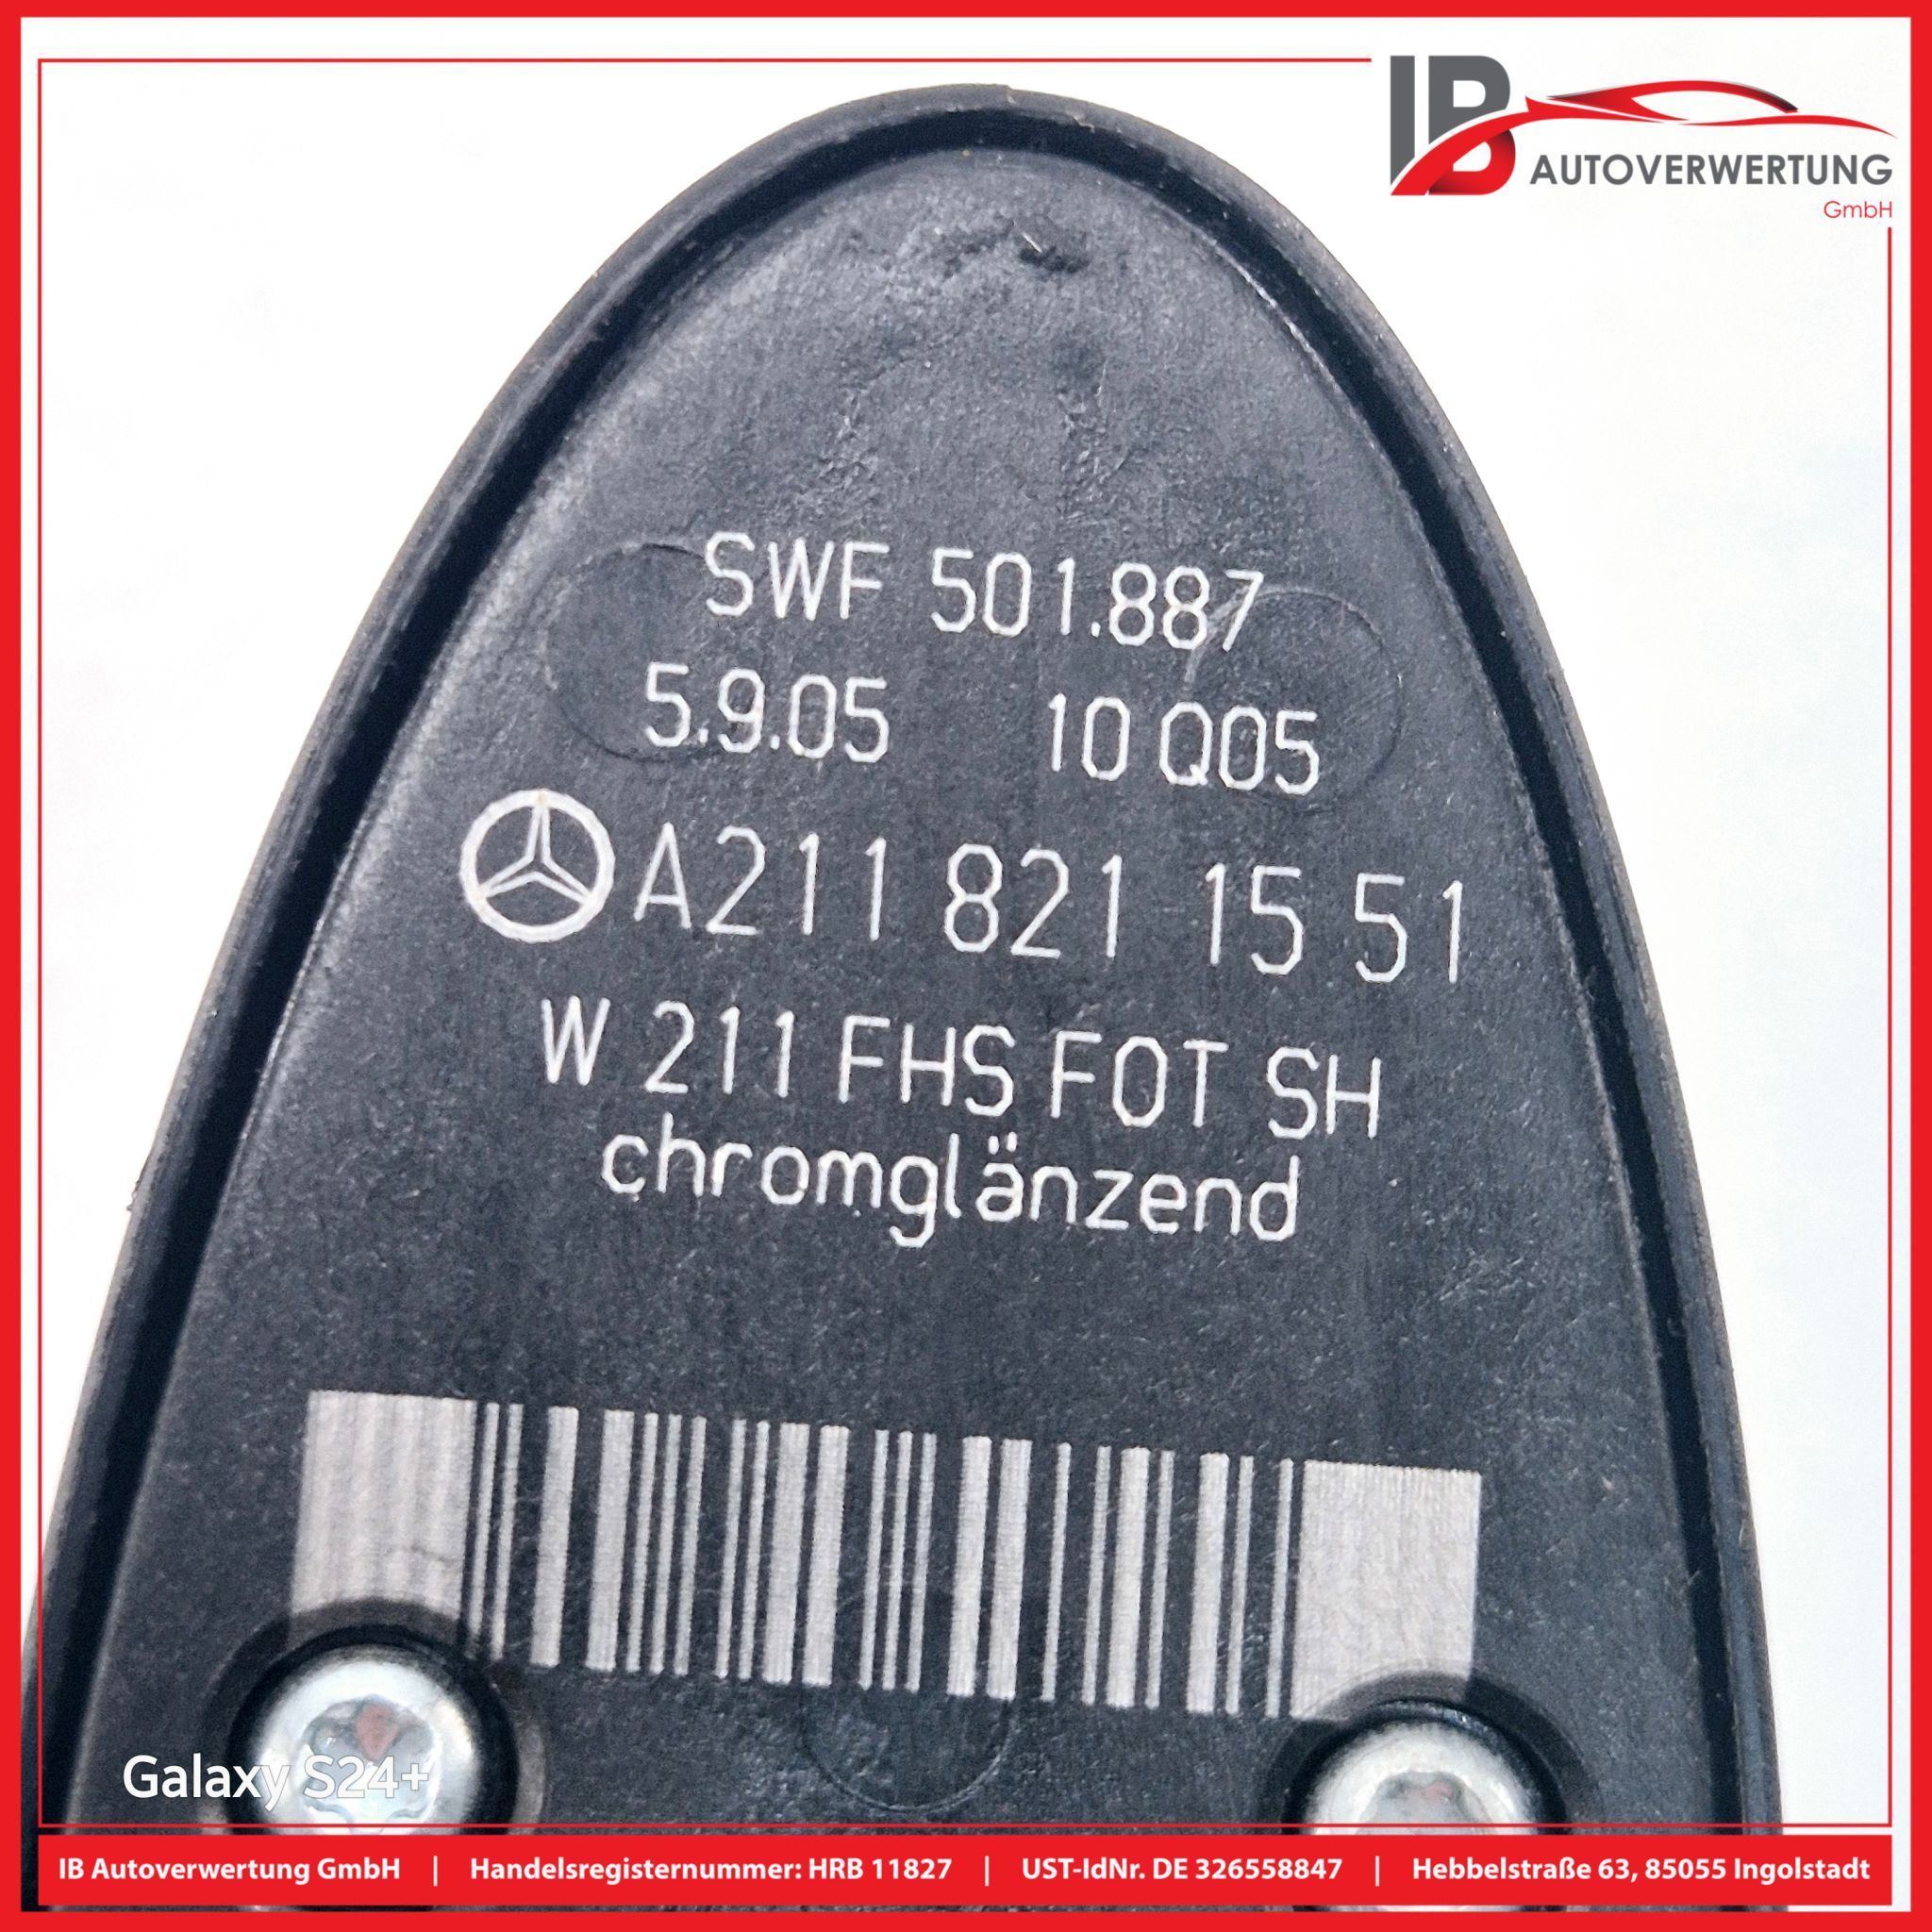 IB AUTOVERWERTUNG
GmbH
SWF 501.887
5.9.05 10 Q05
A211 821 15 51
W 211 FHS FOT SH
chromglänzend
Galaxy S24+
IB Autoverwertung GmbH | Handelsregisternummer: HRB 11827 | UST-IdNr. DE 326558847 | Hebbelstraße 63, 85055 Ingolstadt